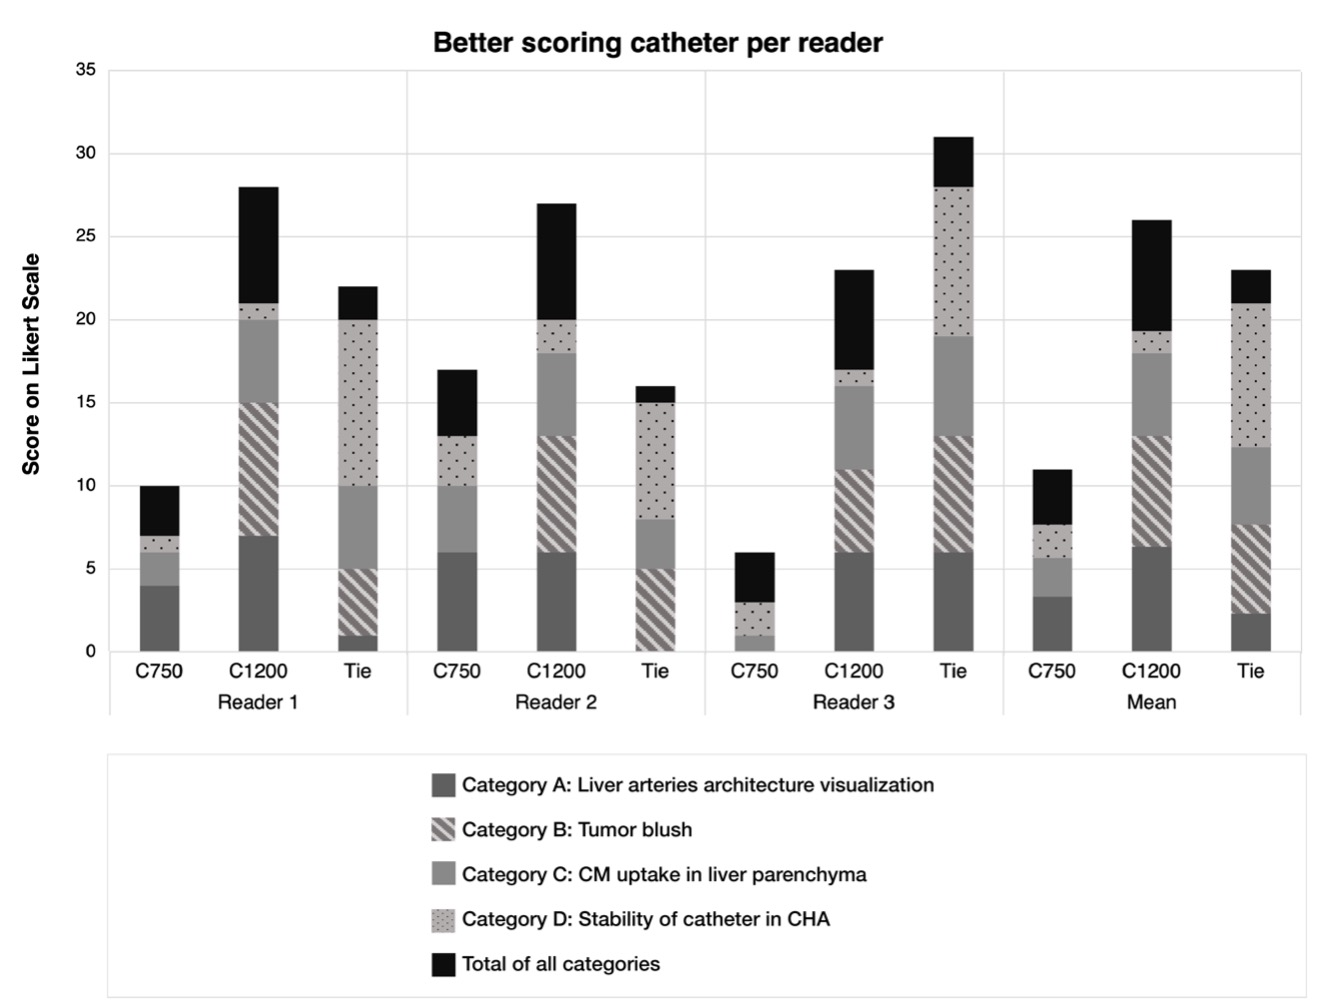 Better scoring catheter per reader
Score on Likert Scale
35
30
25
20
15
10
5
0
C750 C1200 Tie C750 C1200 Tie C750 C1200 Tie C750 C1200 Tie
Reader 1 Reader 2 Reader 3 Mean
Category A: Liver arteries architecture visualization
Category B: Tumor blush
Category C: CM uptake in liver parenchyma
Category D: Stability of catheter in CHA
Total of all categories